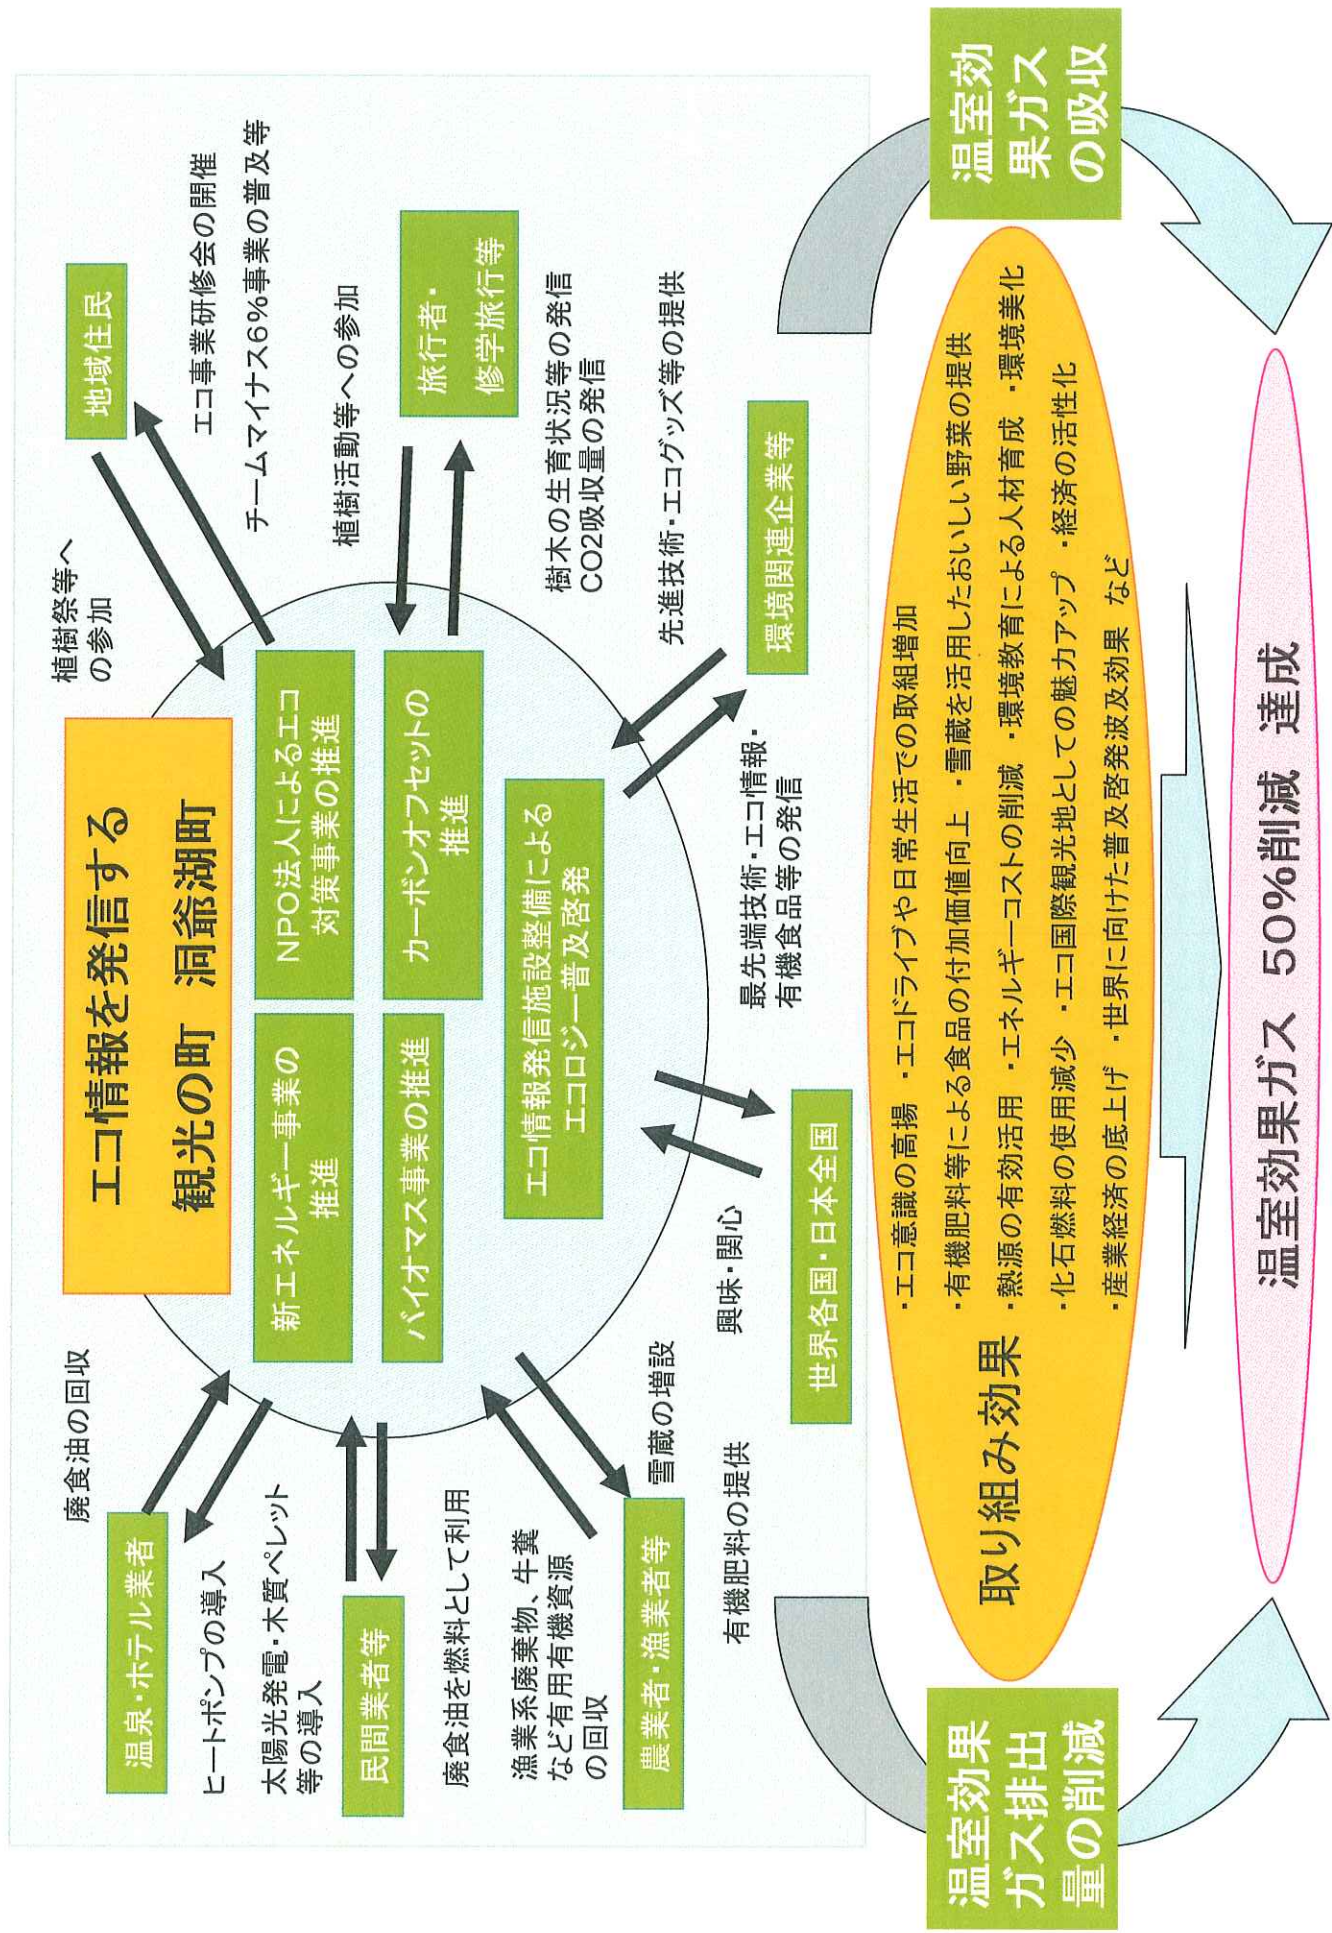 エコ情報を発信する
観光の町　洞爺湖町
廃食油の回収
温泉・ホテル業者
ヒートポンプの導入
太陽光発電・木質ペレット
等の導入
民間業者等
廃食油を燃料として利用
漁業系廃棄物、牛糞
など有用有機資源
の回収
農業者・漁業者等
雪蔵の増設
有機肥料の提供
新エネルギー事業の
推進
NPO法人によるエコ
対策事業の推進
バイオマス事業の推進
カーボンオフセットの
推進
エコ情報発信施設整備による
エコロジー普及啓発
植樹祭等へ
の参加
地域住民
エコ事業研修会の開催
チームマイナス6%事業の普及等
植樹活動等への参加
旅行者・
修学旅行等
樹木の生育状況等の発信
CO2吸収量の発信
先進技術・エコグッズ等の提供
環境関連企業等
最先端技術・エコ情報・
有機食品等の発信
興味・関心
世界各国・日本全国
温室効果
ガス排出
量の削減
取り組み効果
・エコ意識の高揚 ・エコドライブや日常生活での取組増加
・有機肥料等による食品の付加価値向上 ・雪蔵を活用したおいしい野菜の提供
・熱源の有効活用 ・エネルギーコストの削減 ・環境教育による人材育成 ・環境美化
・化石燃料の使用減少 ・エコ国際観光地としての魅力アップ ・経済の活性化
・産業経済の底上げ ・世界に向けた普及啓発波及効果 など
温室効
果ガス
の吸収
温室効果ガス 50%削減 達成